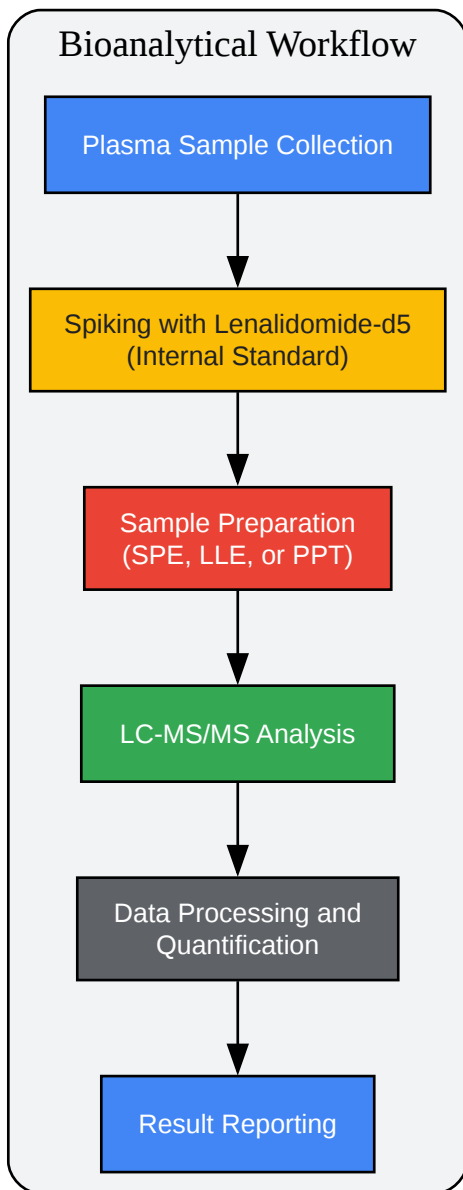 Bioanalytical Workflow
Plasma Sample Collection
Spiking with Lenalidomide-d5
(Internal Standard)
Sample Preparation
(SPE, LLE, or PPT)
LC-MS/MS Analysis
Data Processing and
Quantification
Result Reporting